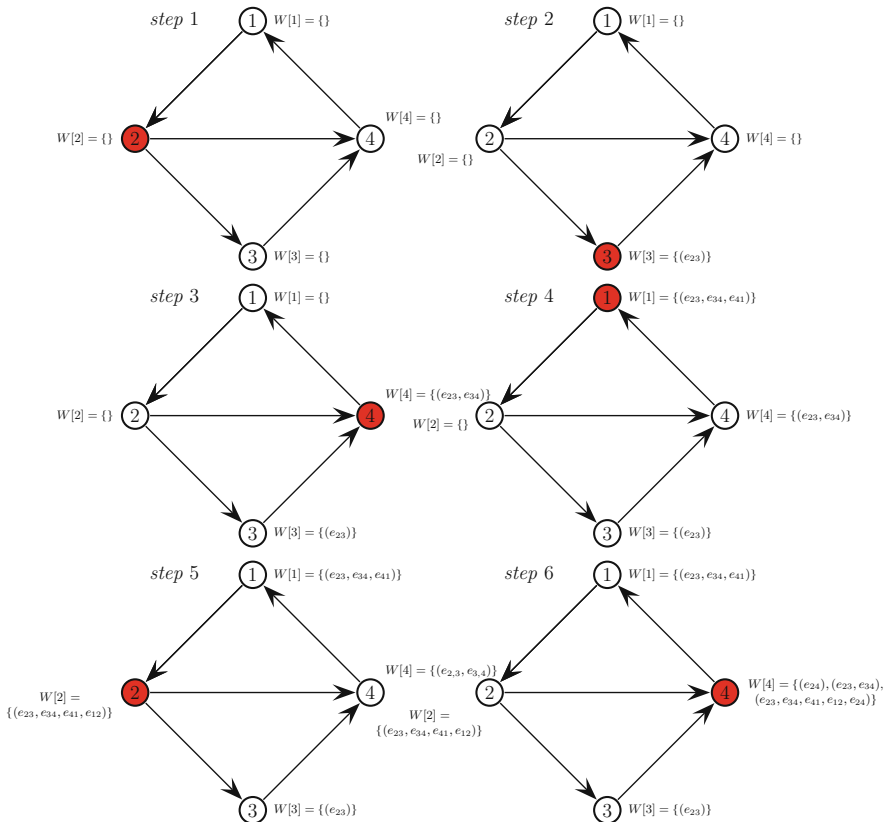 step 1
1
W[1] = {}
W[2] = {}
2
W[4] = {}
4
3
W[3] = {}
step 2
1
W[1] = {}
2
W[2] = {}
4
W[4] = {}
3
W[3] = {(e₂₃)}
step 3
1
W[1] = {}
W[2] = {}
2
W[4] = {(e₂₃, e₃₄)}
4
3
W[3] = {(e₂₃)}
step 4
1
W[1] = {(e₂₃, e₃₄, e₄₁)}
2
W[2] = {}
4
W[4] = {(e₂₃, e₃₄)}
3
W[3] = {(e₂₃)}
step 5
1
W[1] = {(e₂₃, e₃₄, e₄₁)}
W[2] =
{(e₂₃, e₃₄, e₄₁, e₁₂)}
2
W[4] = {(e₂,₃, e₃,₄)}
4
3
W[3] = {(e₂₃)}
step 6
1
W[1] = {(e₂₃, e₃₄, e₄₁)}
2
W[2] =
{(e₂₃, e₃₄, e₄₁, e₁₂)}
4
W[4] = {(e₂₄), (e₂₃, e₃₄),
(e₂₃, e₃₄, e₄₁, e₁₂, e₂₄)}
3
W[3] = {(e₂₃)}